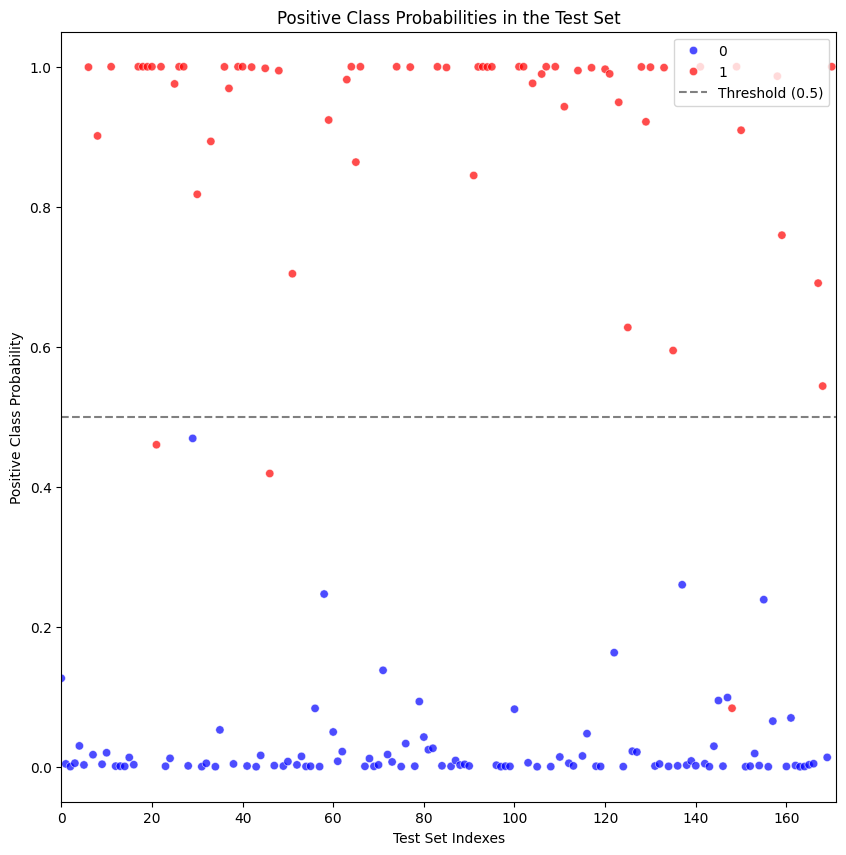 Positive Class Probabilities in the Test Set
0
1
Threshold (0.5)
Positive Class Probability
1.0
0.8
0.6
0.4
0.2
0.0
0 20 40 60 80 100 120 140 160
Test Set Indexes